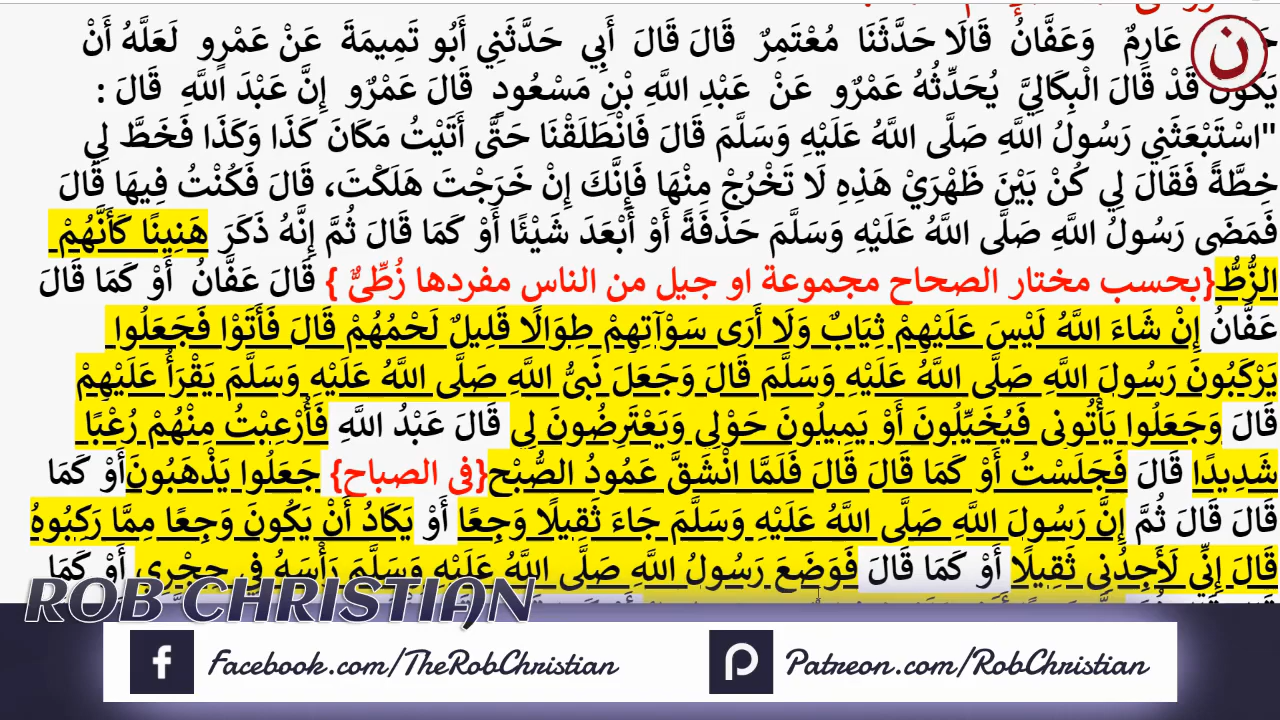 عَارِمٌ وَعَفَّانُ قَالَا حَدَّثَنَا مُعْتَمِرٌ قَالَ قَالَ أَبِي حَدَّثَنِي أَبُو تَمِيمَةَ عَنْ عَمْرٍو لَعَلَّهُ أَنْ
يَكُونَ قَدْ قَالَ الْبِكَالِيَّ يُحَدِّثُهُ عَمْرٌو عَنْ عَبْدِ اللَّهِ بْنِ مَسْعُودٍ قَالَ عَمْرٌو إِنَّ عَبْدَ اللَّهِ قَالَ :
"اسْتَبْعَثَنِي رَسُولُ اللَّهِ صَلَّى اللَّهُ عَلَيْهِ وَسَلَّمَ قَالَ فَانْطَلَقْنَا حَتَّى أَتَيْتُ مَكَانَ كَذَا وَكَذَا فَخَطَّ لِي
خِطَّةً فَقَالَ لِي كُنْ بَيْنَ ظَهْرَيْ هَذِهِ لَا تَخْرُجْ مِنْهَا فَإِنَّكَ إِنْ خَرَجْتَ هَلَكْتَ، قَالَ فَكُنْتُ فِيهَا قَالَ
فَمَضَى رَسُولُ اللَّهِ صَلَّى اللَّهُ عَلَيْهِ وَسَلَّمَ حَذَفَةً أَوْ أَبْعَدَ شَيْئًا أَوْ كَمَا قَالَ ثُمَّ إِنَّهُ ذَكَرَ هَنِينًا كَأَنَّهُمْ
الزُّطُّ {بحسب مختار الصحاح مجموعة او جيل من الناس مفردها زُطِّيٌّ } قَالَ عَفَّانُ أَوْ كَمَا قَالَ
عَفَّانُ إِنْ شَاءَ اللَّهُ لَيْسَ عَلَيْهِمْ ثِيَابٌ وَلَا أَرَى سَوْآتِهِمْ طِوَالًا قَلِيلٌ لَحْمُهُمْ قَالَ فَأَتَوْا فَجَعَلُوا
يَرْكَبُونَ رَسُولَ اللَّهِ صَلَّى اللَّهُ عَلَيْهِ وَسَلَّمَ قَالَ وَجَعَلَ نَبِيُّ اللَّهِ صَلَّى اللَّهُ عَلَيْهِ وَسَلَّمَ يَقْرَأُ عَلَيْهِمْ
قَالَ وَجَعَلُوا يَأْتُونِي فَيُخَيِّلُونَ أَوْ يَمِيلُونَ حَوْلِي وَيَعْتَرِضُونَ لِي قَالَ عَبْدُ اللَّهِ فَأُرْعِبْتُ مِنْهُمْ رُعْبًا
شَدِيدًا قَالَ فَجَلَسْتُ أَوْ كَمَا قَالَ قَالَ فَلَمَّا انْشَقَّ عَمُودُ الصُّبْحِ {في الصباح} جَعَلُوا يَذْهَبُونَ أَوْ كَمَا
قَالَ قَالَ ثُمَّ إِنَّ رَسُولَ اللَّهِ صَلَّى اللَّهُ عَلَيْهِ وَسَلَّمَ جَاءَ ثَقِيلًا وَجِعًا أَوْ يَكَادُ أَنْ يَكُونَ وَجِعًا مِمَّا رَكِبُوهُ
قَالَ إِنِّي لَأَجِدُنِي ثَقِيلًا أَوْ كَمَا قَالَ فَوَضَعَ رَسُولُ اللَّهِ صَلَّى اللَّهُ عَلَيْهِ وَسَلَّمَ رَأْسَهُ فِي حِجْرِي أَوْ كَمَا
ن
ROB CHRISTIAN
Facebook.com/TheRobChristian
Patreon.com/RobChristian